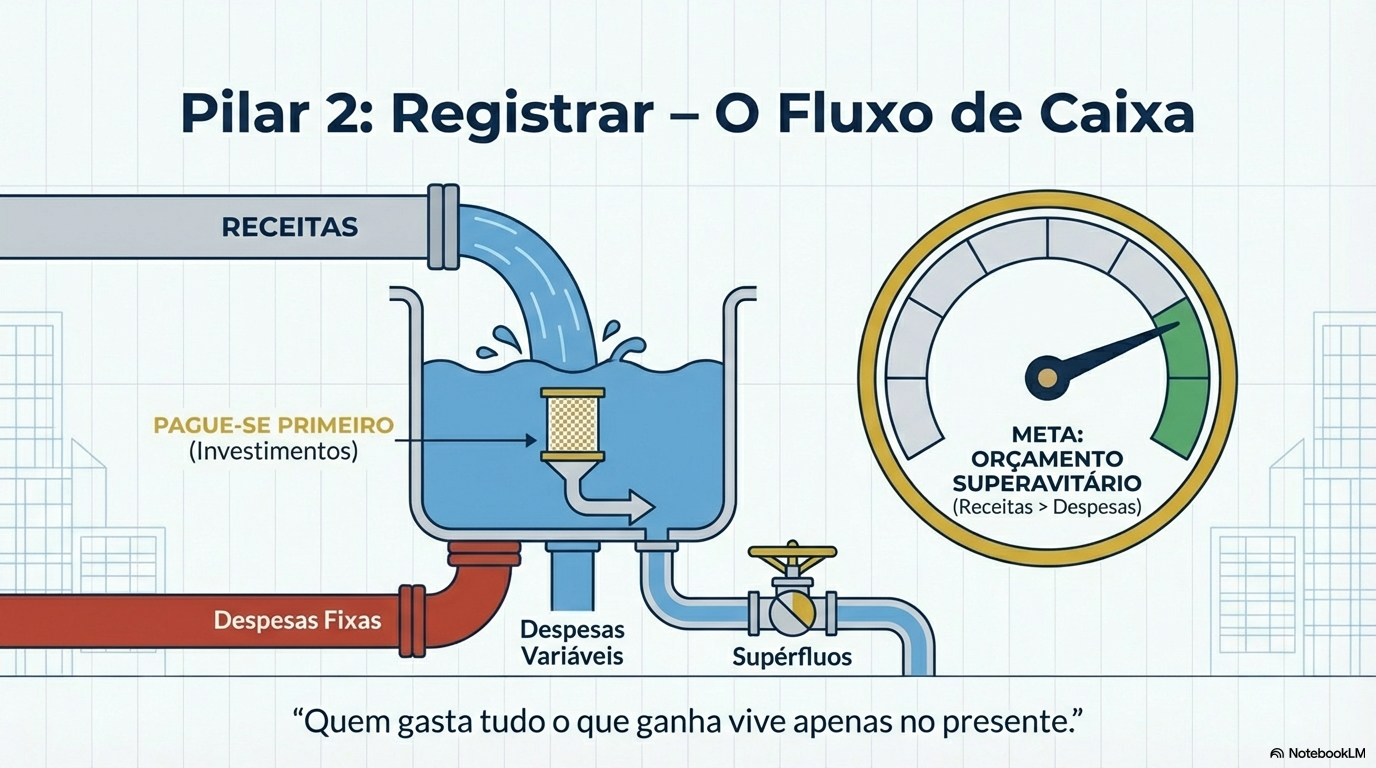 Pilar 2: Registrar – O Fluxo de Caixa
RECEITAS
PAGUE-SE PRIMEIRO
(Investimentos)
META:
ORÇAMENTO
SUPERAVITÁRIO
(Receitas > Despesas)
Despesas Fixas
Despesas
Variáveis
Supérfluos
“Quem gasta tudo o que ganha vive apenas no presente.”
NotebookLM